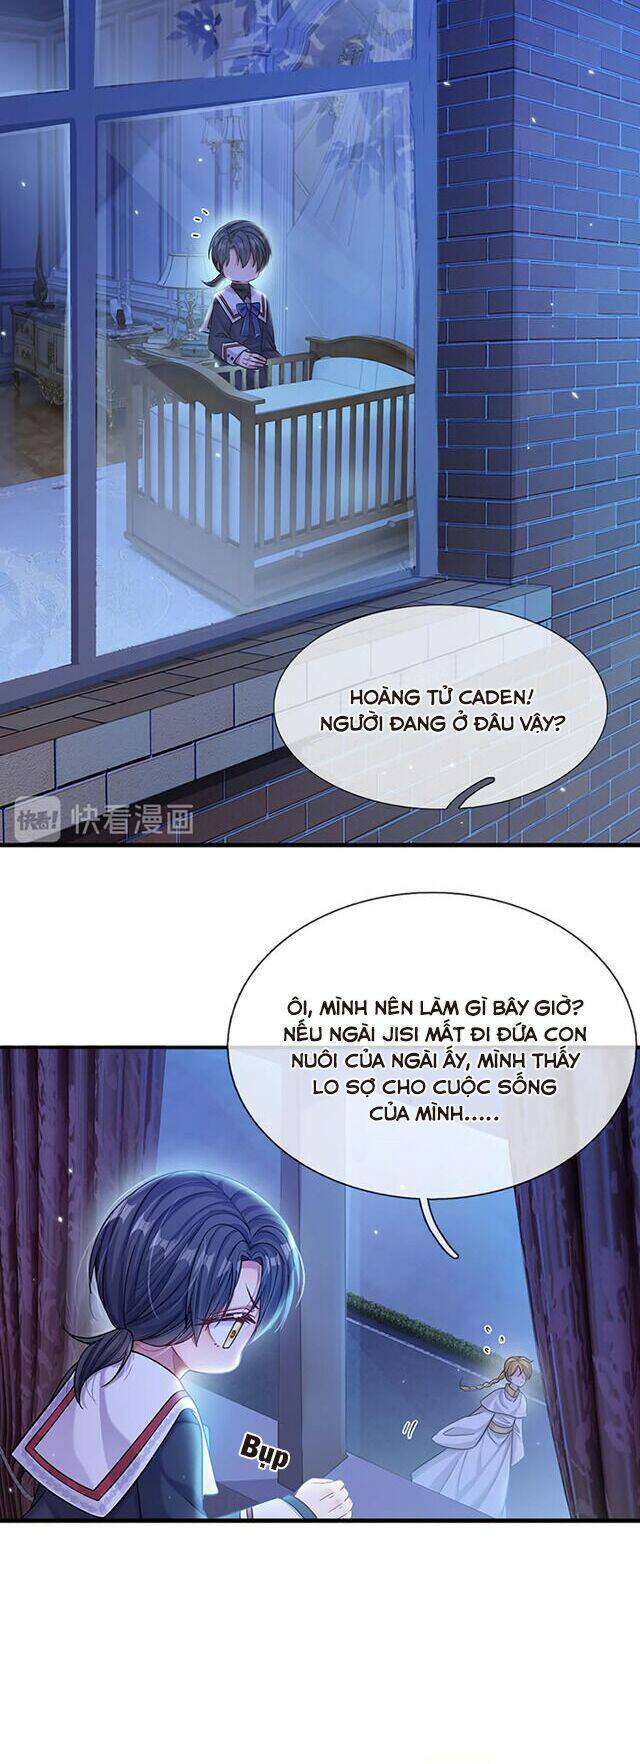 HOÀNG TỬ CADEN!
NGƯỜI ĐANG Ở ĐÂU VẬY?
快看! 快看漫画
ÔI, MÌNH NÊN LÀM GÌ BÂY GIỜ?
NẾU NGÀI JISI MẤT ĐI ĐỨA CON
NUÔI CỦA NGÀI ẤY, MÌNH THẤY
LO SỢ CHO CUỘC SỐNG
CỦA MÌNH.....
Bụp